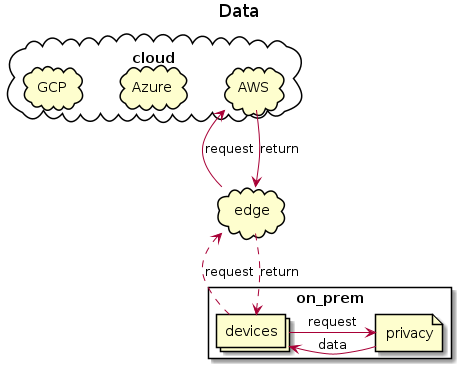 Data
cloud
GCP
Azure
AWS
request
return
edge
request
return
on_prem
devices
request
data
privacy